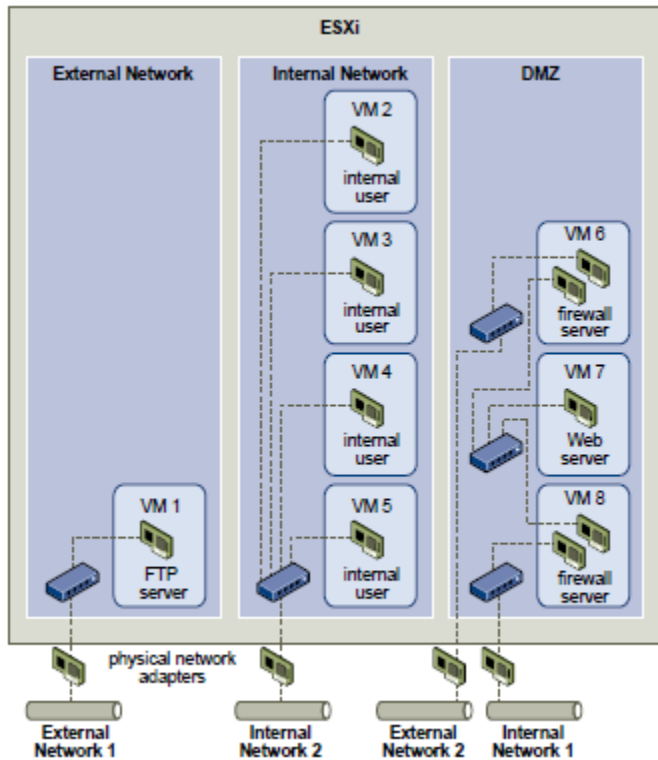 ESXi
External Network
Internal Network
DMZ
VM 2
internal
user
VM 3
internal
user
VM 4
internal
user
VM 5
internal
user
VM 1
FTP
server
VM 6
firewall
server
VM 7
Web
server
VM 8
firewall
server
physical network
adapters
External
Network 1
Internal
Network 2
External
Network 2
Internal
Network 1